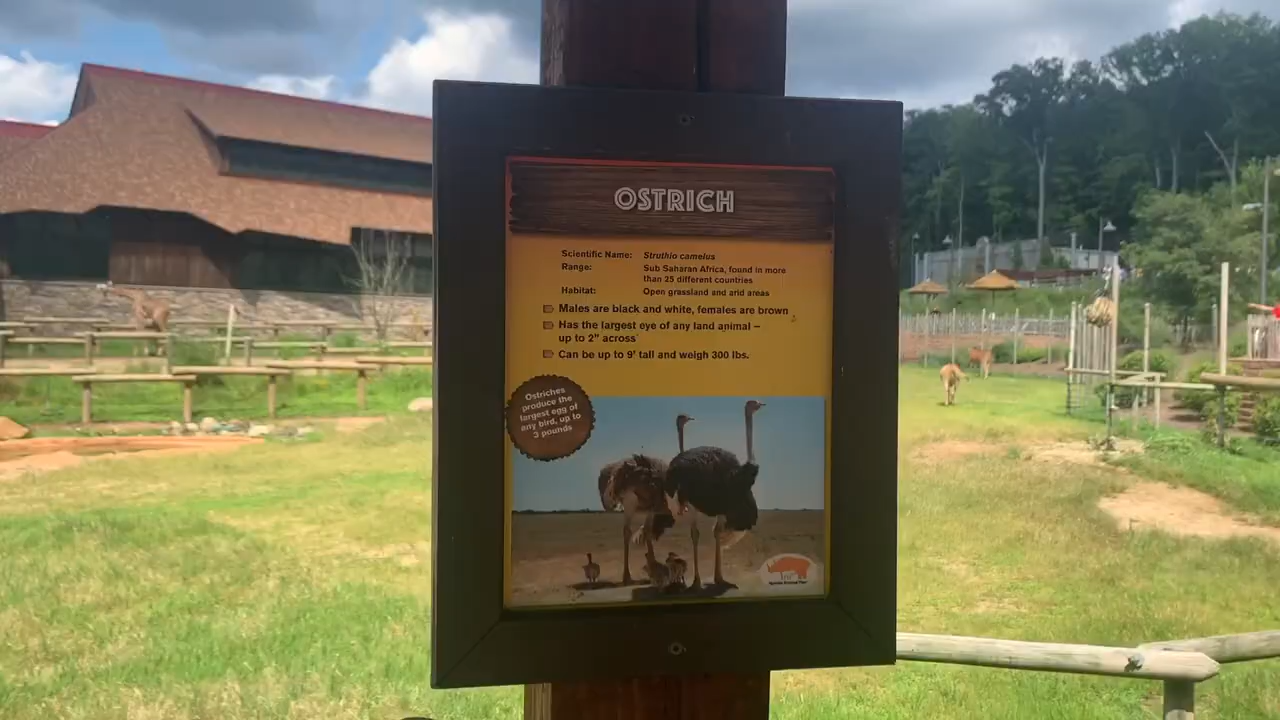 OSTRICH
Scientific Name: Struthio camelus
Range: Sub Saharan Africa, found in more
than 25 different countries
Habitat: Open grassland and arid areas
Males are black and white, females are brown
Has the largest eye of any land animal –
up to 2" across
Can be up to 9' tall and weigh 300 lbs.
Ostriches
produce the
largest egg of
any bird, up to
3 pounds